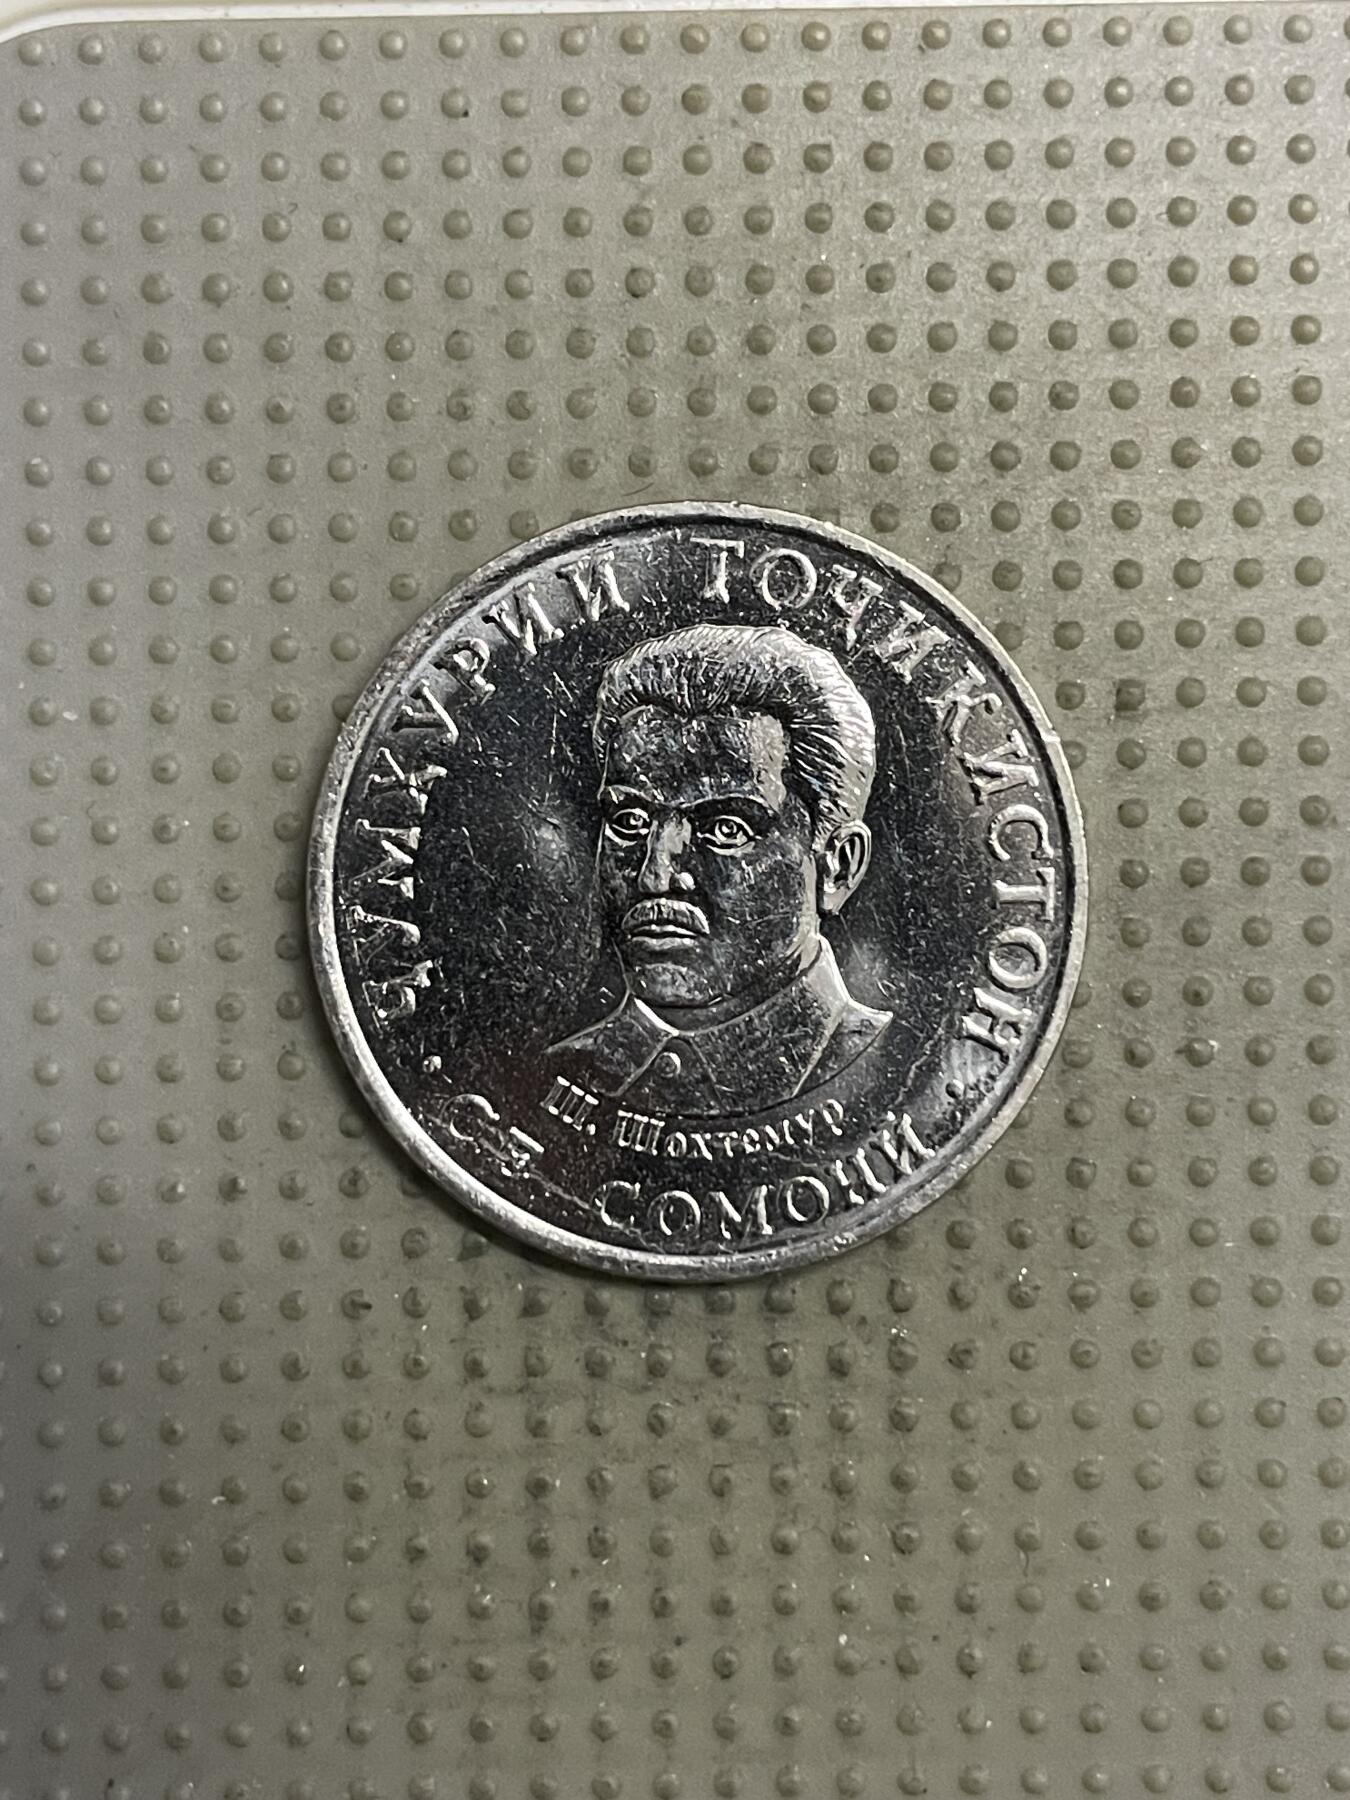 ҶУМҲУРИИ ТОҶИКИСТОН
Ш. Шохтемур
СЕ СОМОНӢ